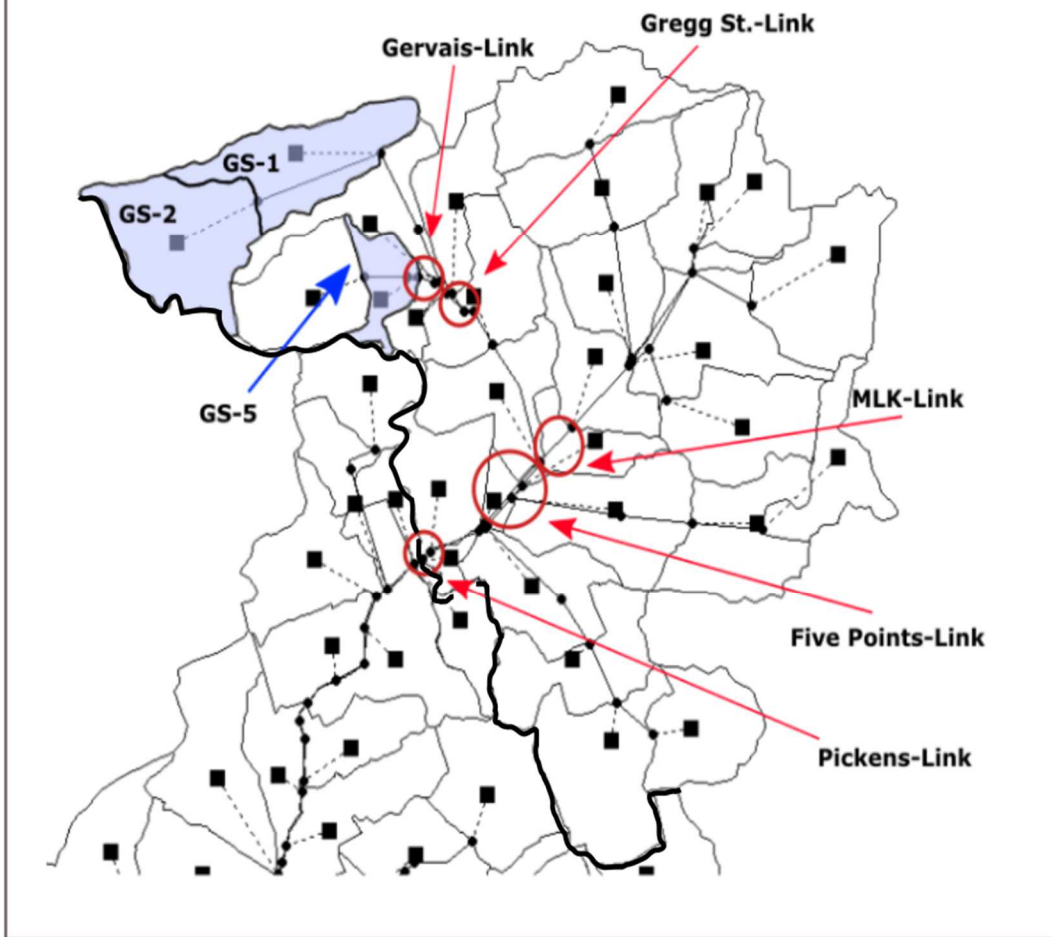 Gregg St.-Link
Gervais-Link
GS-1
GS-2
GS-5
MLK-Link
Five Points-Link
Pickens-Link